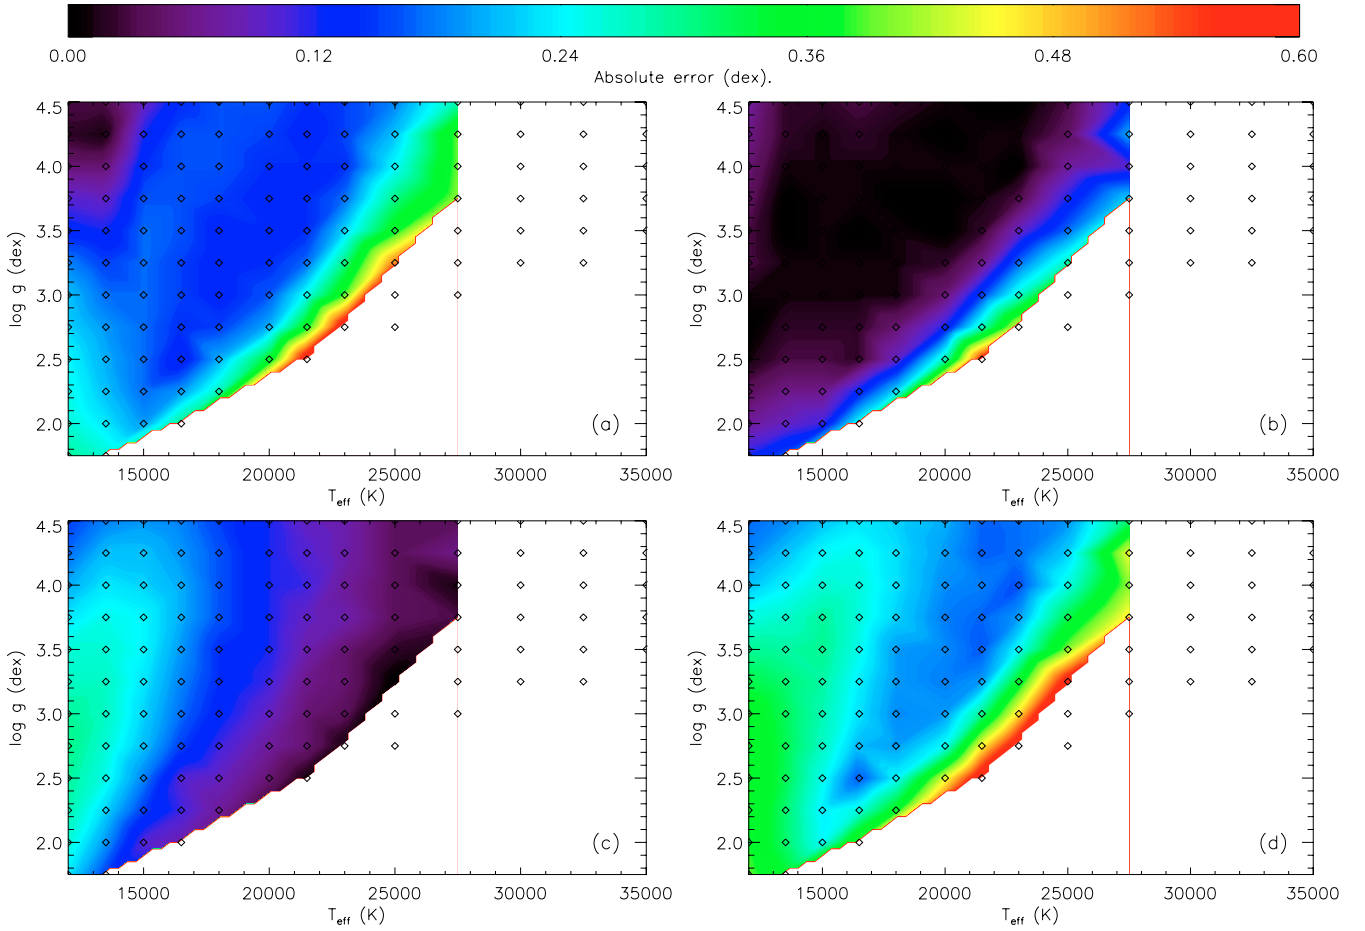 0.00 0.12 0.24 0.36 0.48 0.60
Absolute error (dex).
4.5
4.0
3.5
3.0
2.5
2.0
log g (dex)
(a)
15000 20000 25000 30000 35000
T_eff (K)
4.5
4.0
3.5
3.0
2.5
2.0
log g (dex)
(b)
15000 20000 25000 30000 35000
T_eff (K)
4.5
4.0
3.5
3.0
2.5
2.0
log g (dex)
(c)
15000 20000 25000 30000 35000
T_eff (K)
4.5
4.0
3.5
3.0
2.5
2.0
log g (dex)
(d)
15000 20000 25000 30000 35000
T_eff (K)